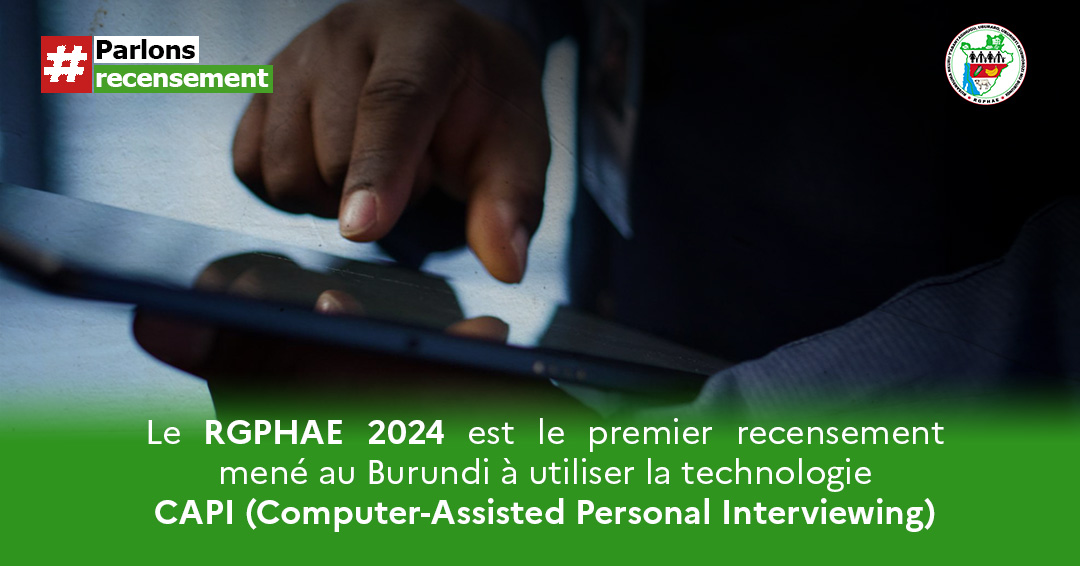 # Parlons
recensement
RGPHAE
Le RGPHAE 2024 est le premier recensement
mené au Burundi à utiliser la technologie
CAPI (Computer-Assisted Personal Interviewing)